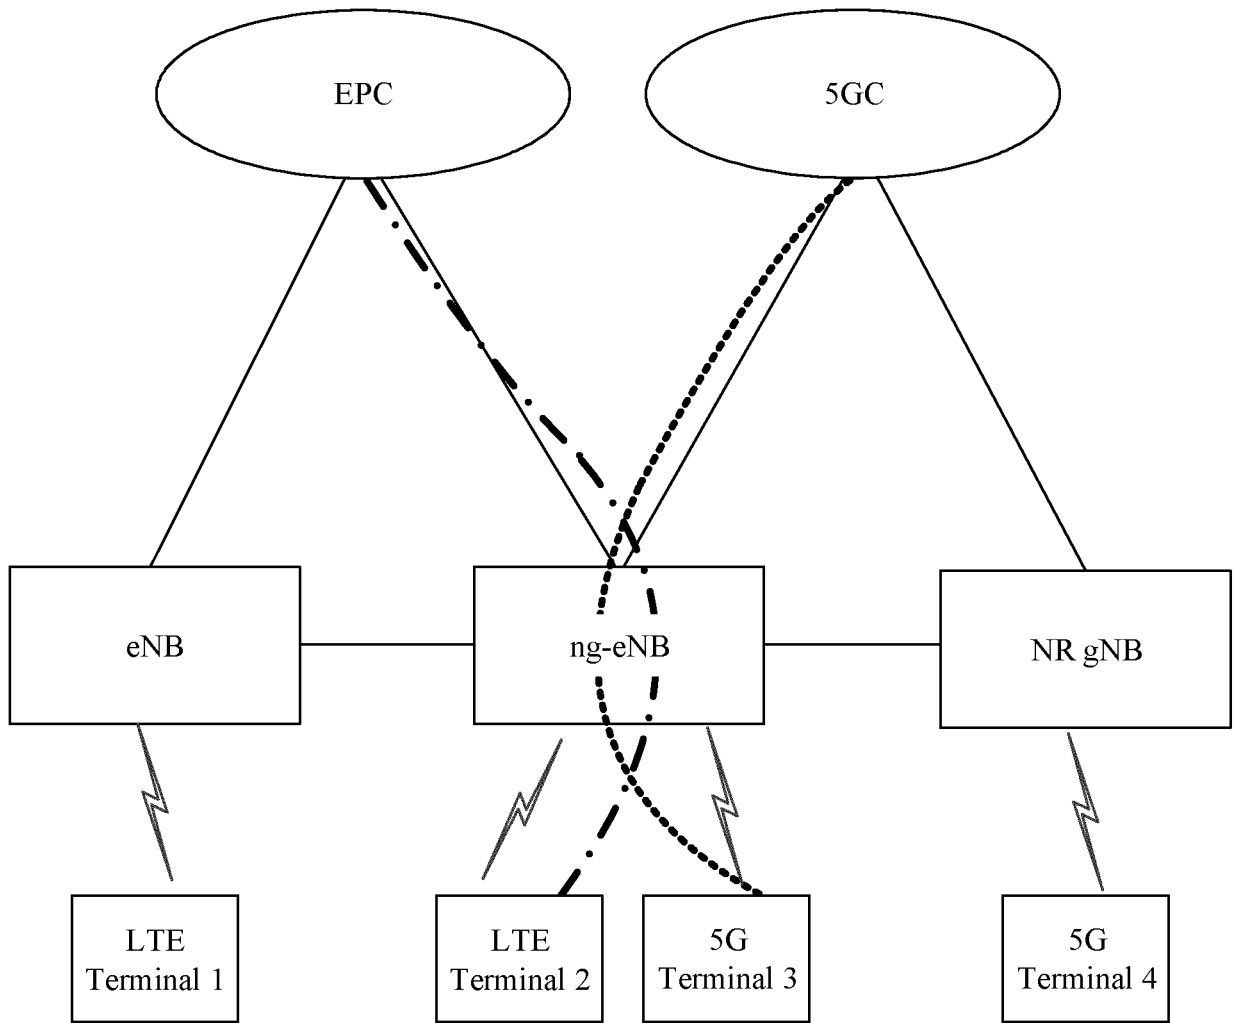 EPC
5GC
eNB
ng-eNB
NR gNB
LTE
Terminal 1
LTE
Terminal 2
5G
Terminal 3
5G
Terminal 4